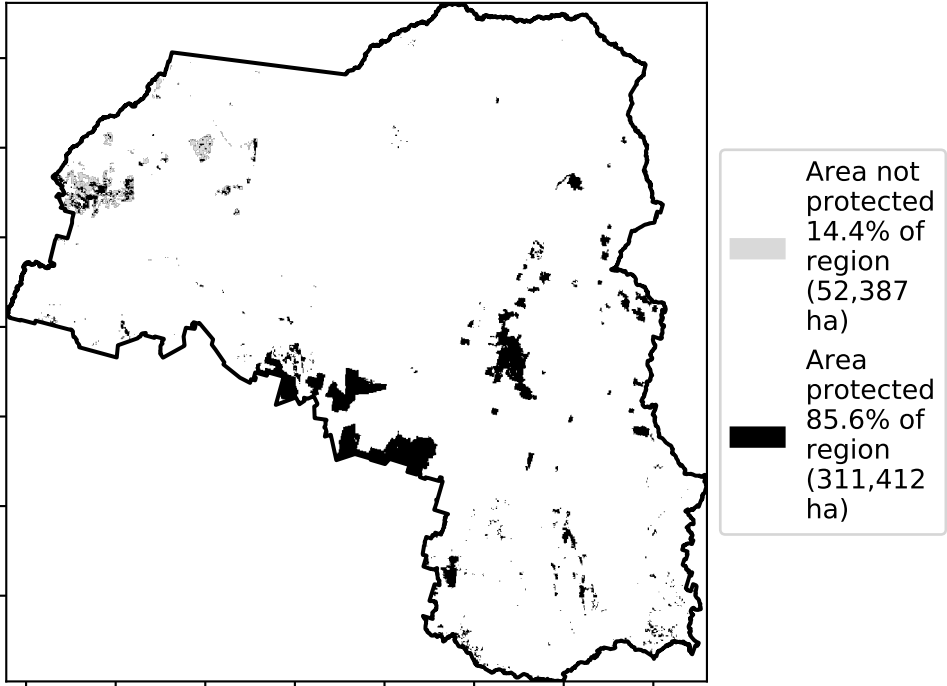 Area not
protected
14.4% of
region
(52,387
ha)
Area
protected
85.6% of
region
(311,412
ha)